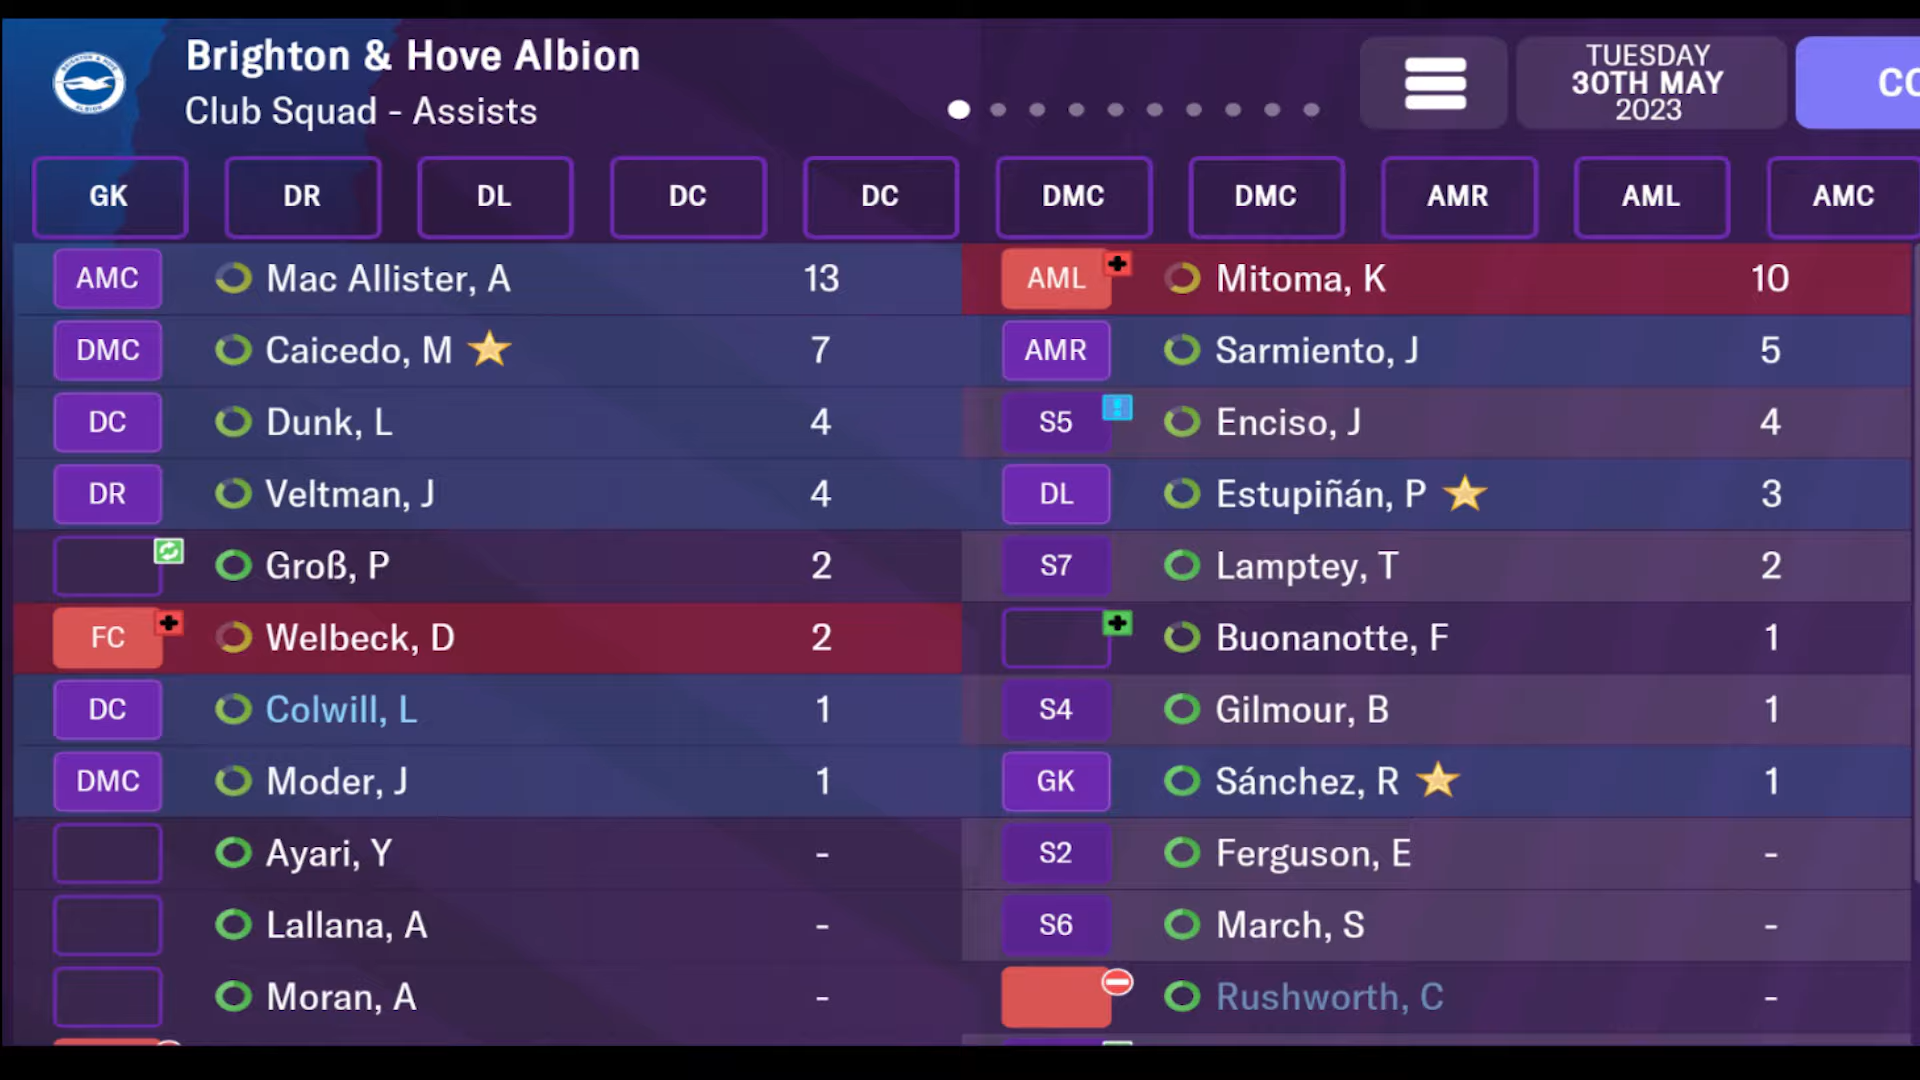 Brighton & Hove Albion
Club Squad - Assists
TUESDAY
30TH MAY
2023
GK DR DL DC DC DMC DMC AMR AML AMC
AMC Mac Allister, A 13 AML Mitoma, K 10
DMC Caicedo, M 7 AMR Sarmiento, J 5
DC Dunk, L 4 S5 Enciso, J 4
DR Veltman, J 4 DL Estupiñán, P 3
Groß, P 2 S7 Lamptey, T 2
FC Welbeck, D 2 Buonanotte, F 1
DC Colwill, L 1 S4 Gilmour, B 1
DMC Moder, J 1 GK Sánchez, R 1
Ayari, Y - S2 Ferguson, E -
Lallana, A - S6 March, S -
Moran, A - Rushworth, C -